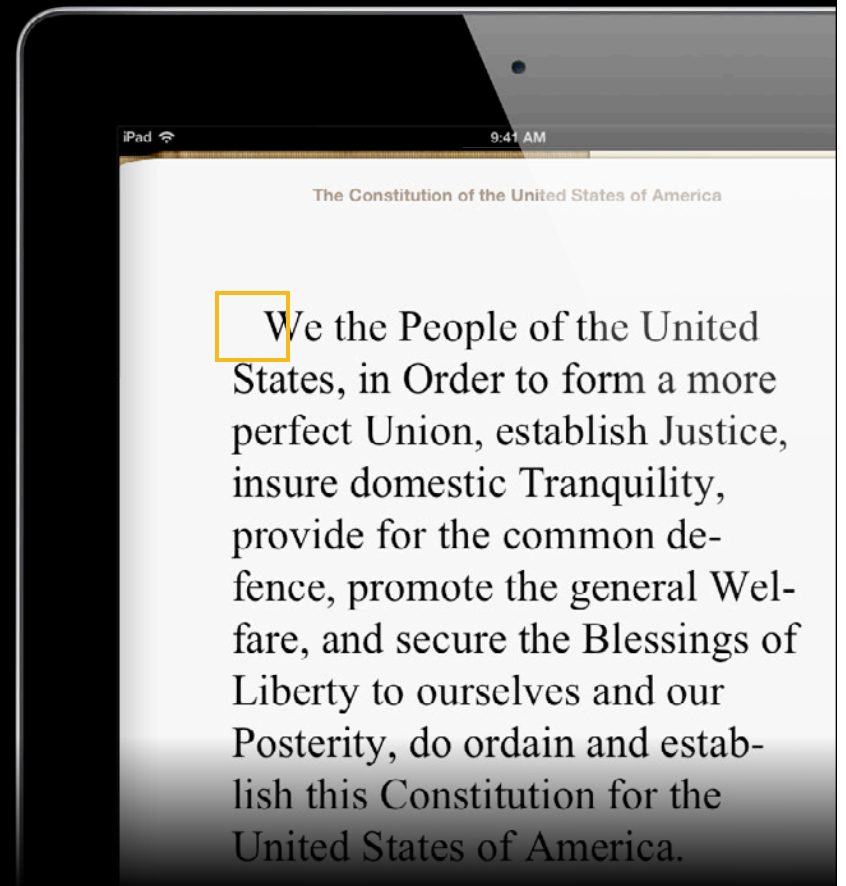 iPad
9:41 AM
The Constitution of the United States of America
We the People of the United
States, in Order to form a more
perfect Union, establish Justice,
insure domestic Tranquility,
provide for the common de-
fence, promote the general Wel-
fare, and secure the Blessings of
Liberty to ourselves and our
Posterity, do ordain and estab-
lish this Constitution for the
United States of America.